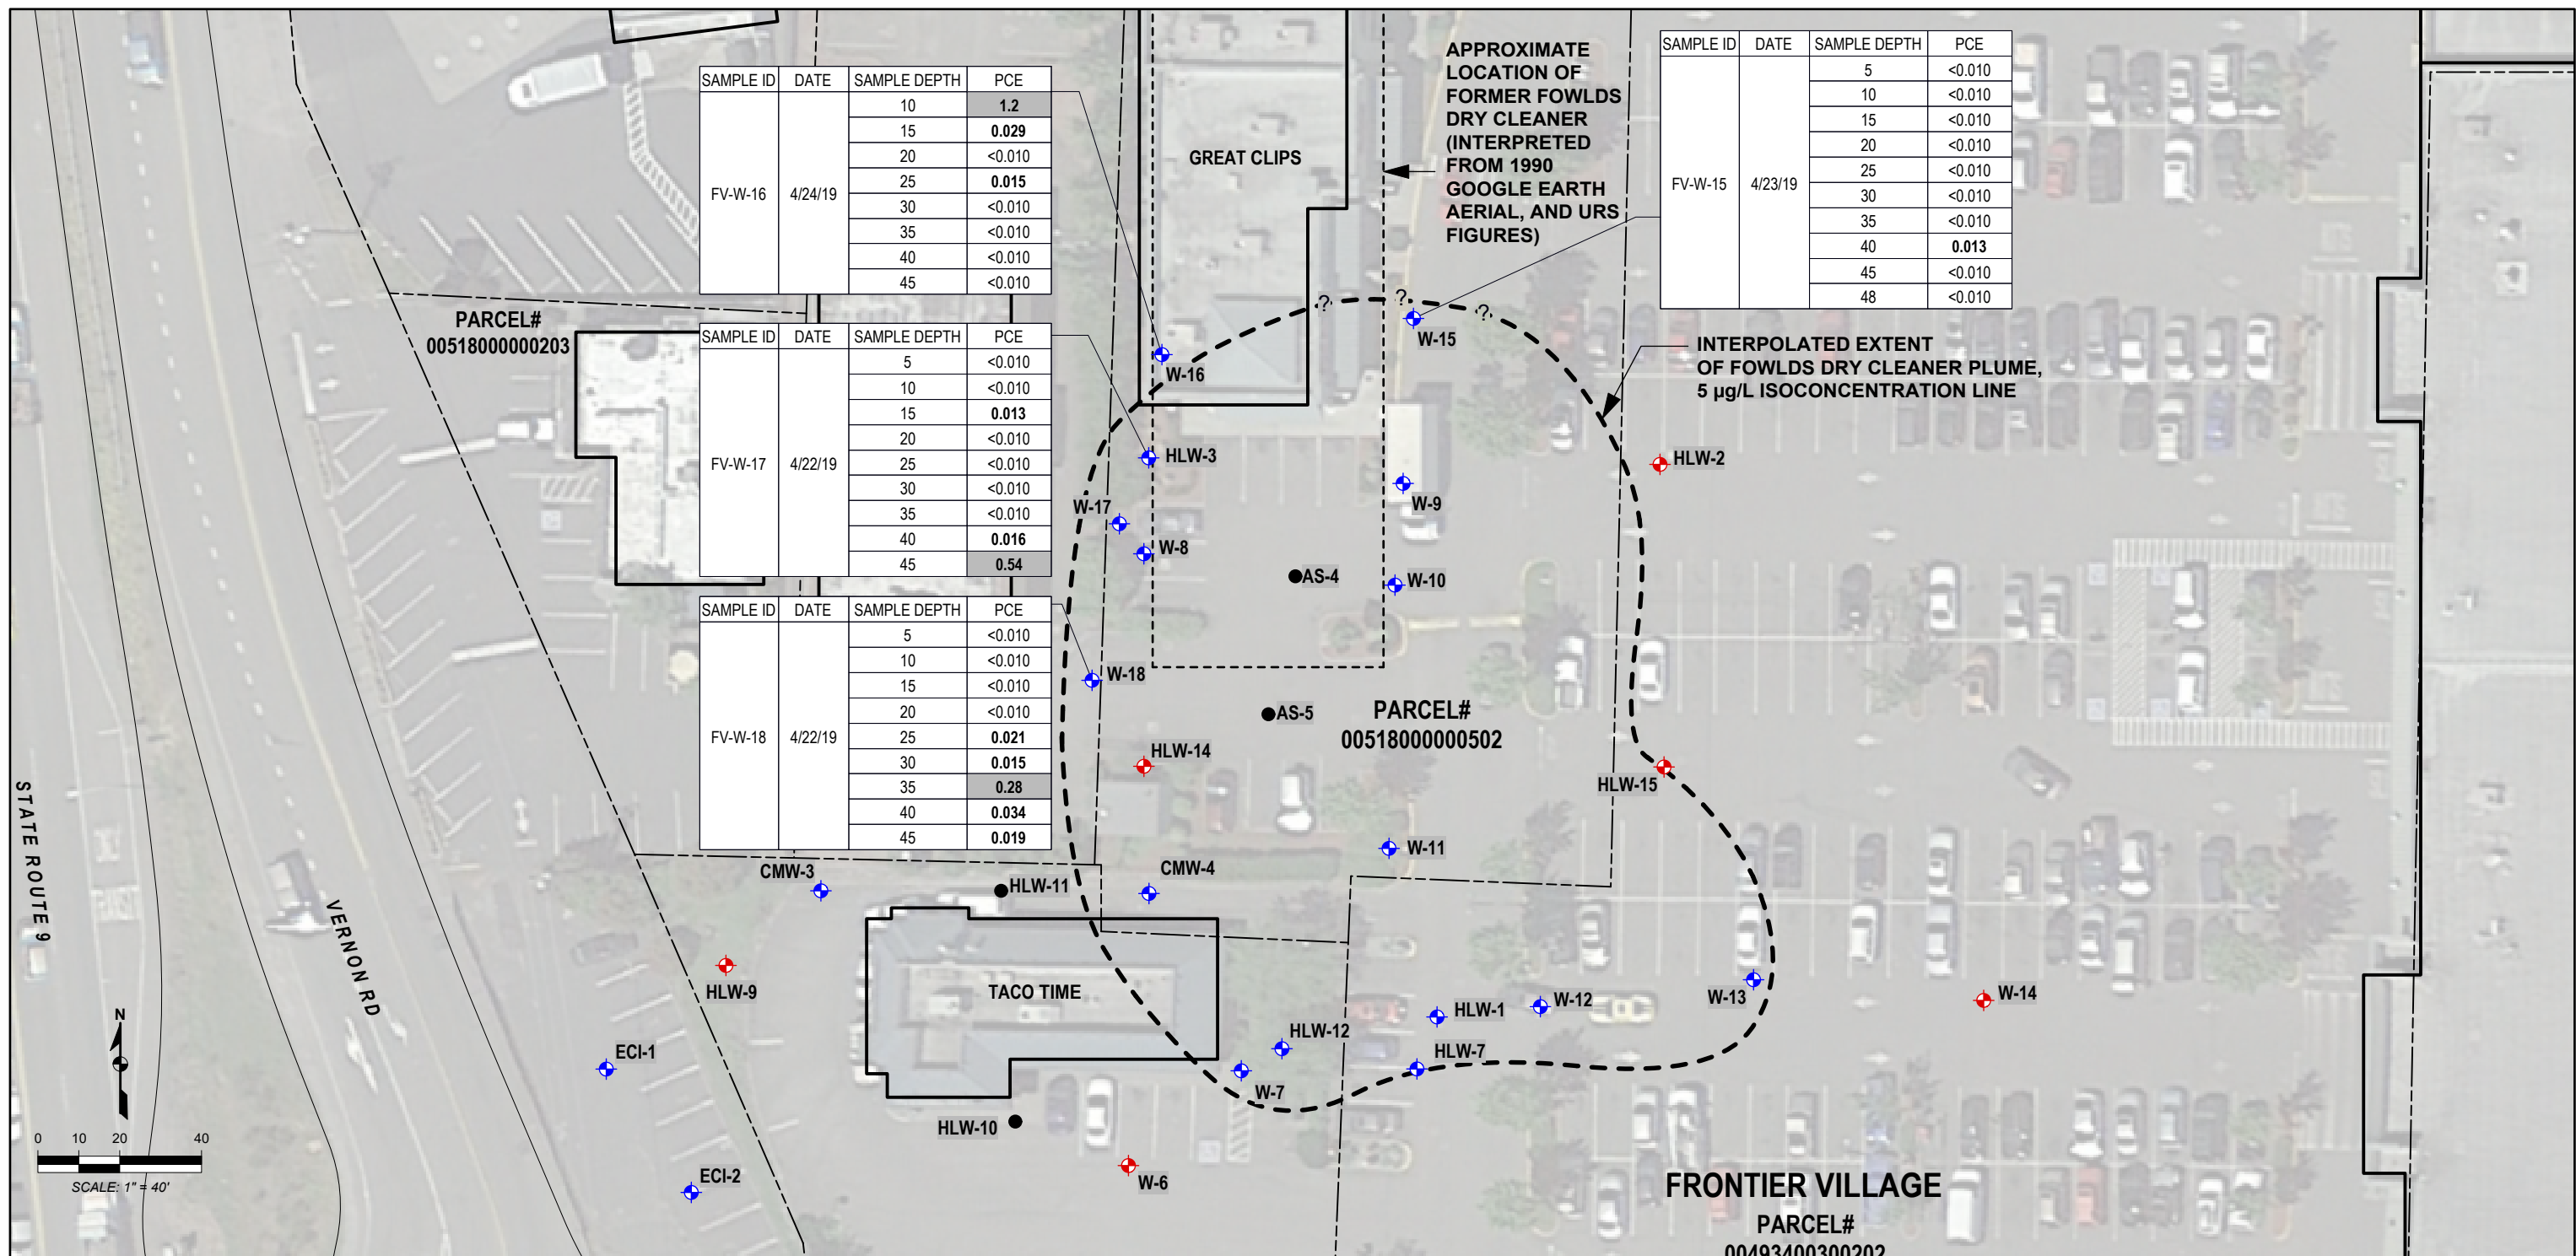 SAMPLE ID DATE SAMPLE DEPTH PCE
FV-W-16 4/24/19
10 1.2
15 0.029
20 <0.010
25 0.015
30 <0.010
35 <0.010
40 <0.010
45 <0.010
SAMPLE ID DATE SAMPLE DEPTH PCE
FV-W-17 4/22/19
5 <0.010
10 <0.010
15 0.013
20 <0.010
25 <0.010
30 <0.010
35 <0.010
40 0.016
45 0.54
SAMPLE ID DATE SAMPLE DEPTH PCE
FV-W-18 4/22/19
5 <0.010
10 <0.010
15 <0.010
20 <0.010
25 0.021
30 0.015
35 0.28
40 0.034
45 0.019
SAMPLE ID DATE SAMPLE DEPTH PCE
FV-W-15 4/23/19
5 <0.010
10 <0.010
15 <0.010
20 <0.010
25 <0.010
30 <0.010
35 <0.010
40 0.013
45 <0.010
48 <0.010
APPROXIMATE
LOCATION OF
FORMER FOWLDS
DRY CLEANER
(INTERPRETED
FROM 1990
GOOGLE EARTH
AERIAL, AND URS
FIGURES)
GREAT CLIPS
PARCEL#
00518000000203
? ? ?
W-15
W-16
INTERPOLATED EXTENT
OF FOWLDS DRY CLEANER PLUME,
5 µg/L ISOCONCENTRATION LINE
HLW-3
HLW-2
W-9
W-17
W-8
AS-4
W-10
W-18
AS-5
PARCEL#
00518000000502
HLW-14
HLW-15
W-11
CMW-3
HLW-11
CMW-4
HLW-9
TACO TIME
W-13
W-14
HLW-1
W-12
HLW-12
HLW-7
W-7
ECI-1
HLW-10
W-6
ECI-2
STATE ROUTE 9
VERNON RD
N
0 10 20 40
SCALE: 1" = 40'
FRONTIER VILLAGE
PARCEL#
00493400300202